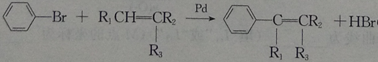 Br + R₁CH=CR₂ Pd C=CR₂ + HBr
R₃ R₁ R₃